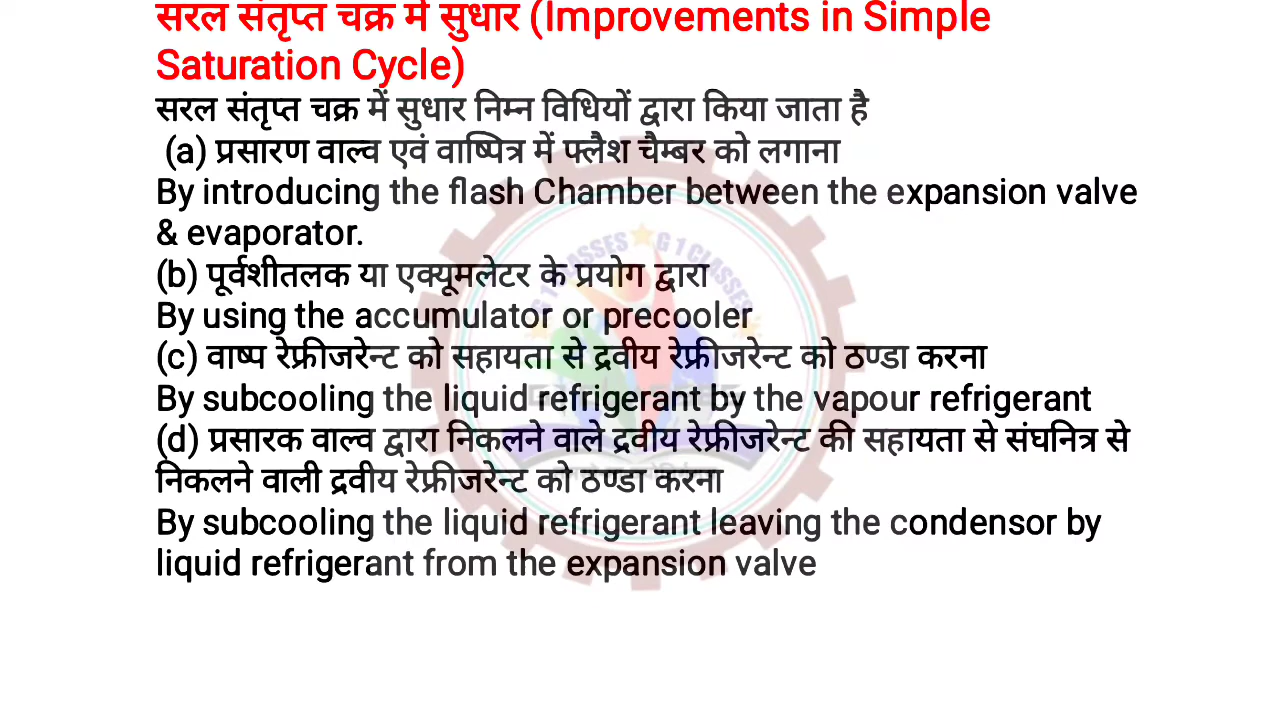 सरल संतृप्त चक्र में सुधार (Improvements in Simple
Saturation Cycle)
सरल संतृप्त चक्र में सुधार निम्न विधियों द्वारा किया जाता है
(a) प्रसारण वाल्व एवं वाष्पित्र में फ्लैश चैम्बर को लगाना
By introducing the flash Chamber between the expansion valve
& evaporator.
(b) पूर्वशीतलक या एक्यूमलेटर के प्रयोग द्वारा
By using the accumulator or precooler
(c) वाष्प रेफ्रीजरेन्ट को सहायता से द्रवीय रेफ्रीजरेन्ट को ठण्डा करना
By subcooling the liquid refrigerant by the vapour refrigerant
(d) प्रसारक वाल्व द्वारा निकलने वाले द्रवीय रेफ्रीजरेन्ट की सहायता से संघनित्र से
निकलने वाली द्रवीय रेफ्रीजरेन्ट को ठण्डा करना
By subcooling the liquid refrigerant leaving the condensor by
liquid refrigerant from the expansion valve
G 1 CLASSES G 1 CLASSES